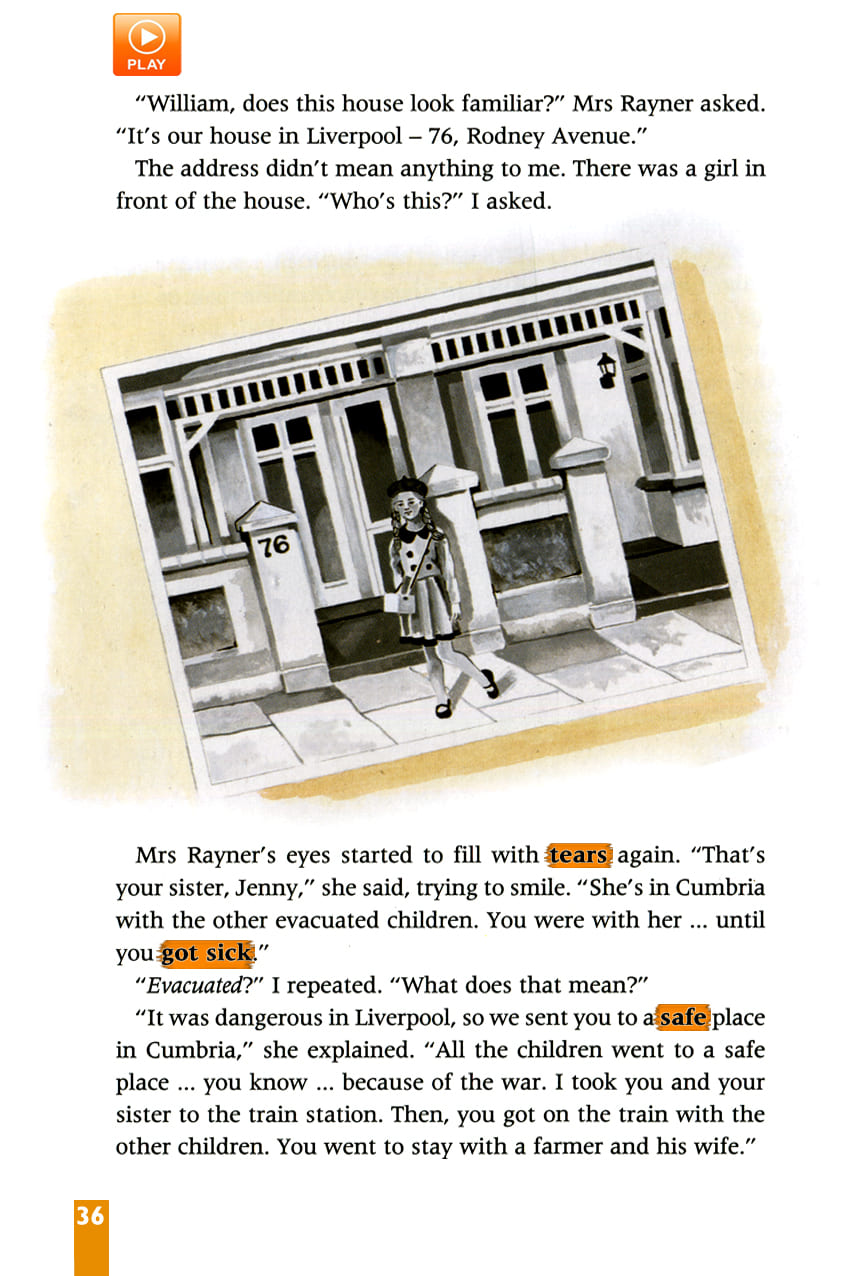 PLAY
“William, does this house look familiar?” Mrs Rayner asked.
“It’s our house in Liverpool – 76, Rodney Avenue.”
The address didn’t mean anything to me. There was a girl in
front of the house. “Who’s this?” I asked.
76
Mrs Rayner’s eyes started to fill with tears again. “That’s
your sister, Jenny,” she said, trying to smile. “She’s in Cumbria
with the other evacuated children. You were with her ... until
you got sick.”
“Evacuated?” I repeated. “What does that mean?”
“It was dangerous in Liverpool, so we sent you to a safe place
in Cumbria,” she explained. “All the children went to a safe
place ... you know ... because of the war. I took you and your
sister to the train station. Then, you got on the train with the
other children. You went to stay with a farmer and his wife.”
36